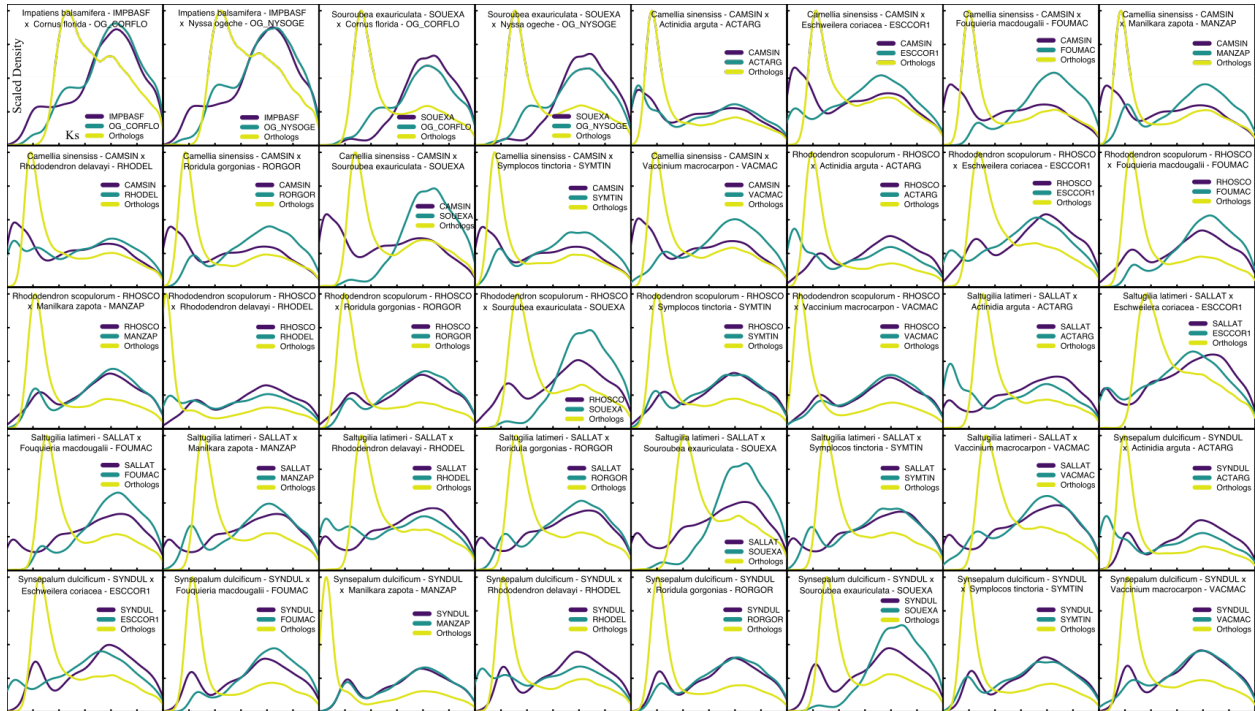 Impatiens balsamifera - IMPBASF
x Cornus florida - OG_CORFLO
Scaled Density
Ks
IMPBASF
OG_CORFLO
Orthologs
Impatiens balsamifera - IMPBASF
x Nyssa ogeche - OG_NYSOGE
IMPBASF
OG_NYSOGE
Orthologs
Souroubea exauriculata - SOUEXA
x Cornus florida - OG_CORFLO
SOUEXA
OG_CORFLO
Orthologs
Souroubea exauriculata - SOUEXA
x Nyssa ogeche - OG_NYSOGE
SOUEXA
OG_NYSOGE
Orthologs
Camellia sinensiss - CAMSIN x
Actinidia arguta - ACTARG
CAMSIN
ACTARG
Orthologs
Camellia sinensiss - CAMSIN x
Eschweilera coriacea - ESCCOR1
CAMSIN
ESCCOR1
Orthologs
Camellia sinensiss - CAMSIN x
Fouquieria macdougalii - FOUMAC
CAMSIN
FOUMAC
Orthologs
Camellia sinensiss - CAMSIN
x Manilkara zapota - MANZAP
CAMSIN
MANZAP
Orthologs
Camellia sinensiss - CAMSIN x
Rhododendron delavayi - RHODEL
CAMSIN
RHODEL
Orthologs
Camellia sinensiss - CAMSIN x
Roridula gorgonias - RORGOR
CAMSIN
RORGOR
Orthologs
Camellia sinensiss - CAMSIN x
Souroubea exauriculata - SOUEXA
CAMSIN
SOUEXA
Orthologs
Camellia sinensiss - CAMSIN x
Symplocos tinctoria - SYMTIN
CAMSIN
SYMTIN
Orthologs
Camellia sinensiss - CAMSIN x
Vaccinium macrocarpon - VACMAC
CAMSIN
VACMAC
Orthologs
Rhododendron scopulorum - RHOSCO
x Actinidia arguta - ACTARG
RHOSCO
ACTARG
Orthologs
Rhododendron scopulorum - RHOSCO
x Eschweilera coriacea - ESCCOR1
RHOSCO
ESCCOR1
Orthologs
Rhododendron scopulorum - RHOSCO
x Fouquieria macdougalii - FOUMAC
RHOSCO
FOUMAC
Orthologs
Rhododendron scopulorum - RHOSCO
x Manilkara zapota - MANZAP
RHOSCO
MANZAP
Orthologs
Rhododendron scopulorum - RHOSCO
x Rhododendron delavayi - RHODEL
RHOSCO
RHODEL
Orthologs
Rhododendron scopulorum - RHOSCO
x Roridula gorgonias - RORGOR
RHOSCO
RORGOR
Orthologs
Rhododendron scopulorum - RHOSCO
x Souroubea exauriculata - SOUEXA
RHOSCO
SOUEXA
Orthologs
Rhododendron scopulorum - RHOSCO
x Symplocos tinctoria - SYMTIN
RHOSCO
SYMTIN
Orthologs
Rhododendron scopulorum - RHOSCO
x Vaccinium macrocarpon - VACMAC
RHOSCO
VACMAC
Orthologs
Saltugilia latimeri - SALLAT x
Actinidia arguta - ACTARG
SALLAT
ACTARG
Orthologs
Saltugilia latimeri - SALLAT x
Eschweilera coriacea - ESCCOR1
SALLAT
ESCCOR1
Orthologs
Saltugilia latimeri - SALLAT x
Fouquieria macdougalii - FOUMAC
SALLAT
FOUMAC
Orthologs
Saltugilia latimeri - SALLAT x
Manilkara zapota - MANZAP
SALLAT
MANZAP
Orthologs
Saltugilia latimeri - SALLAT x
Rhododendron delavayi - RHODEL
SALLAT
RHODEL
Orthologs
Saltugilia latimeri - SALLAT x
Roridula gorgonias - RORGOR
SALLAT
RORGOR
Orthologs
Saltugilia latimeri - SALLAT x
Souroubea exauriculata - SOUEXA
SALLAT
SOUEXA
Orthologs
Saltugilia latimeri - SALLAT x
Symplocos tinctoria - SYMTIN
SALLAT
SYMTIN
Orthologs
Saltugilia latimeri - SALLAT x
Vaccinium macrocarpon - VACMAC
SALLAT
VACMAC
Orthologs
Synsepalum dulcificum - SYNDUL
x Actinidia arguta - ACTARG
SYNDUL
ACTARG
Orthologs
Synsepalum dulcificum - SYNDUL x
Eschweilera coriacea - ESCCOR1
SYNDUL
ESCCOR1
Orthologs
Synsepalum dulcificum - SYNDUL x
Fouquieria macdougalii - FOUMAC
SYNDUL
FOUMAC
Orthologs
Synsepalum dulcificum - SYNDUL
x Manilkara zapota - MANZAP
SYNDUL
MANZAP
Orthologs
Synsepalum dulcificum - SYNDUL x
Rhododendron delavayi - RHODEL
SYNDUL
RHODEL
Orthologs
Synsepalum dulcificum - SYNDUL
x Roridula gorgonias - RORGOR
SYNDUL
RORGOR
Orthologs
Synsepalum dulcificum - SYNDUL x
Souroubea exauriculata - SOUEXA
SYNDUL
SOUEXA
Orthologs
Synsepalum dulcificum - SYNDUL
x Symplocos tinctoria - SYMTIN
SYNDUL
SYMTIN
Orthologs
Synsepalum dulcificum - SYNDUL x
Vaccinium macrocarpon - VACMAC
SYNDUL
VACMAC
Orthologs